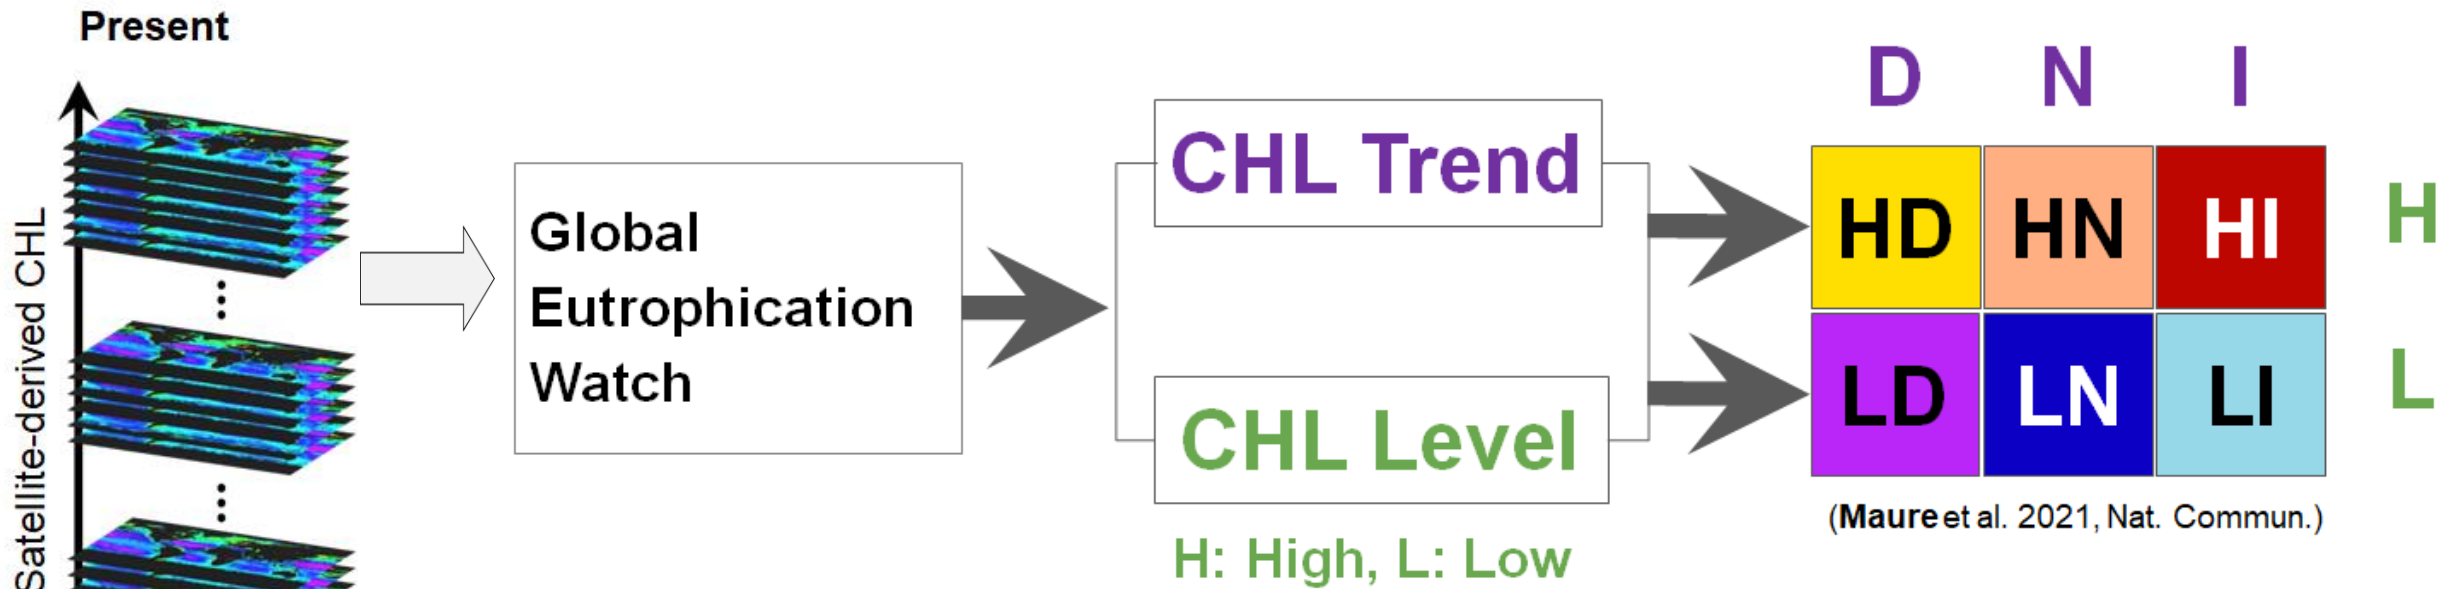 Present
Satellite-derived CHL
Global
Eutrophication
Watch
CHL Trend
CHL Level
H: High, L: Low
D N I
HD HN HI H
LD LN LI L
(Maure et al. 2021, Nat. Commun.)